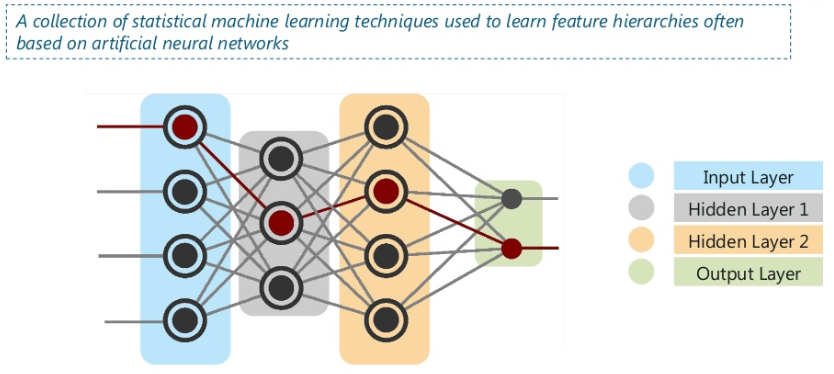 A collection of statistical machine learning techniques used to learn feature hierarchies often
based on artificial neural networks
Input Layer
Hidden Layer 1
Hidden Layer 2
Output Layer